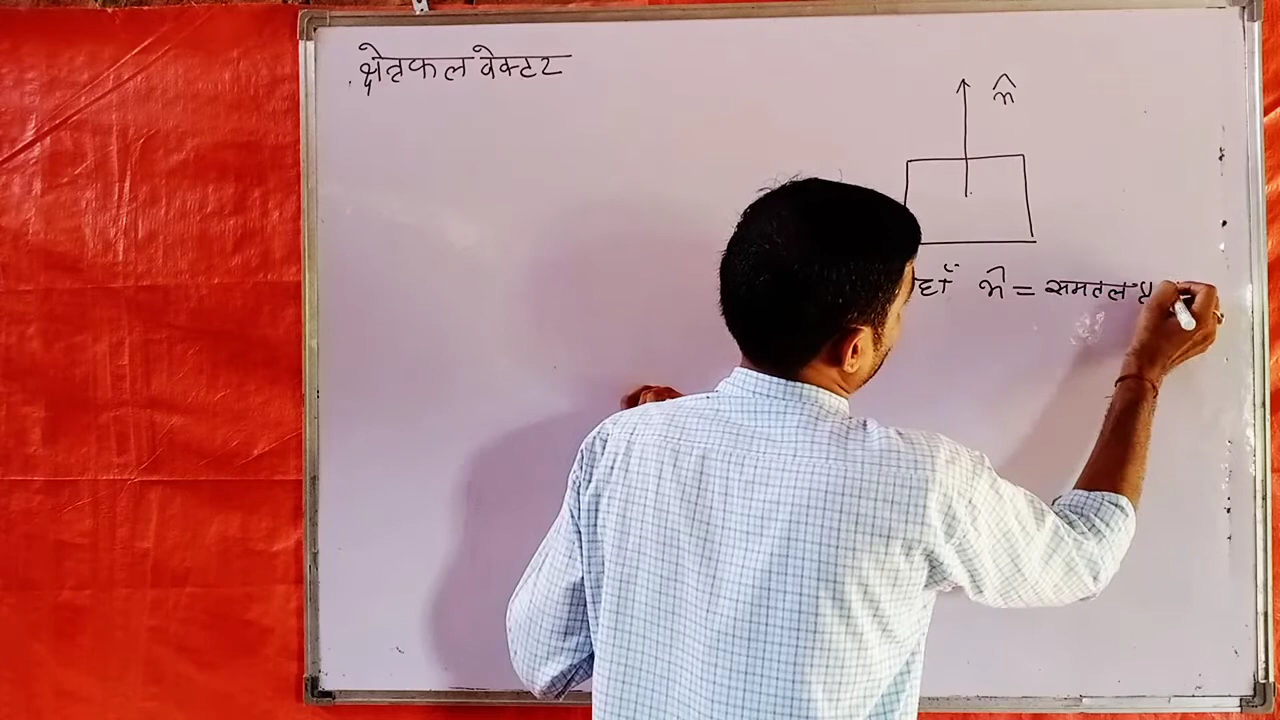 क्षेत्रफल वेक्टर
n̂
n̂ = समतल